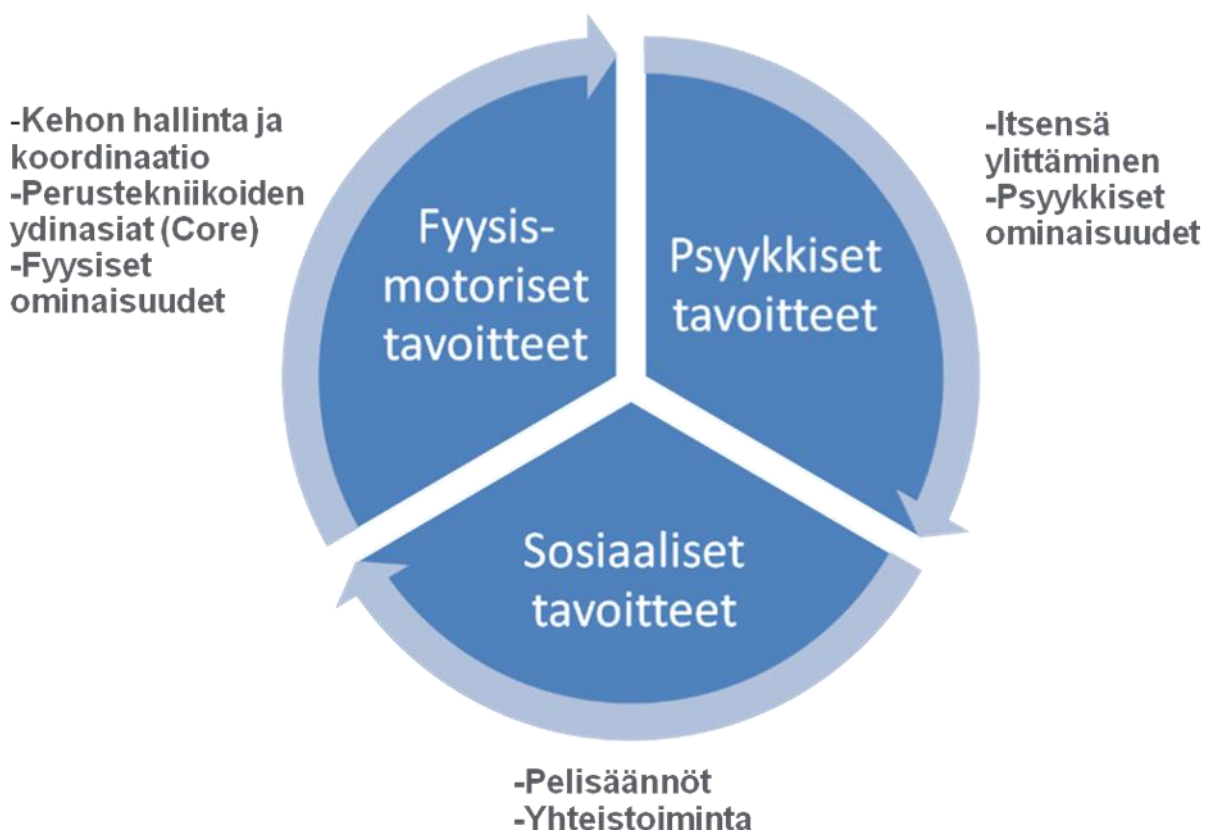 -Kehon hallinta ja
koordinaatio
-Perustekniikoiden
ydinasiat (Core)
-Fyysiset
ominaisuudet
Fyysis-
motoriset
tavoitteet
Psyykkiset
tavoitteet
-Itsensä
ylittäminen
-Psyykkiset
ominaisuudet
Sosiaaliset
tavoitteet
-Pelisäännöt
-Yhteistoiminta